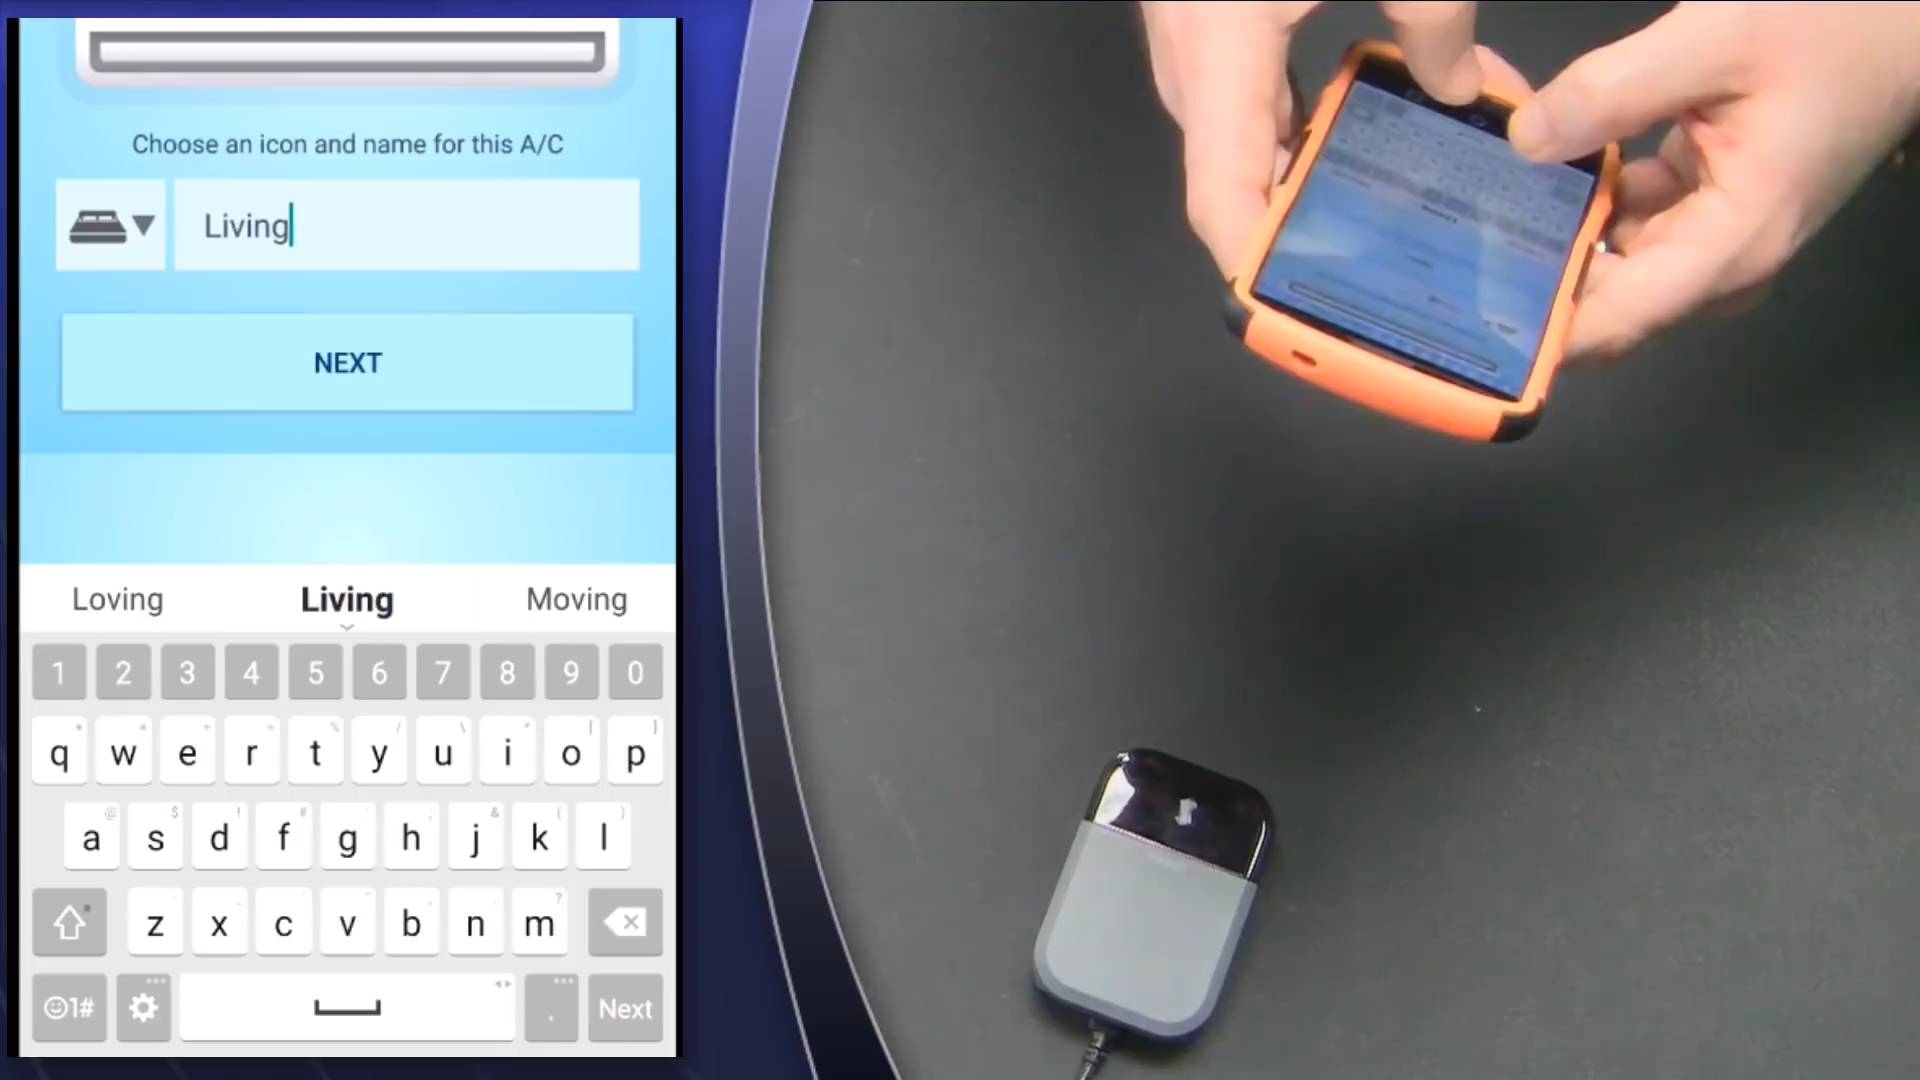 Choose an icon and name for this A/C
Living
NEXT
Loving Living Moving
1 2 3 4 5 6 7 8 9 0
q w e r t y u i o p
a s d f g h j k l
z x c v b n m
1# . Next